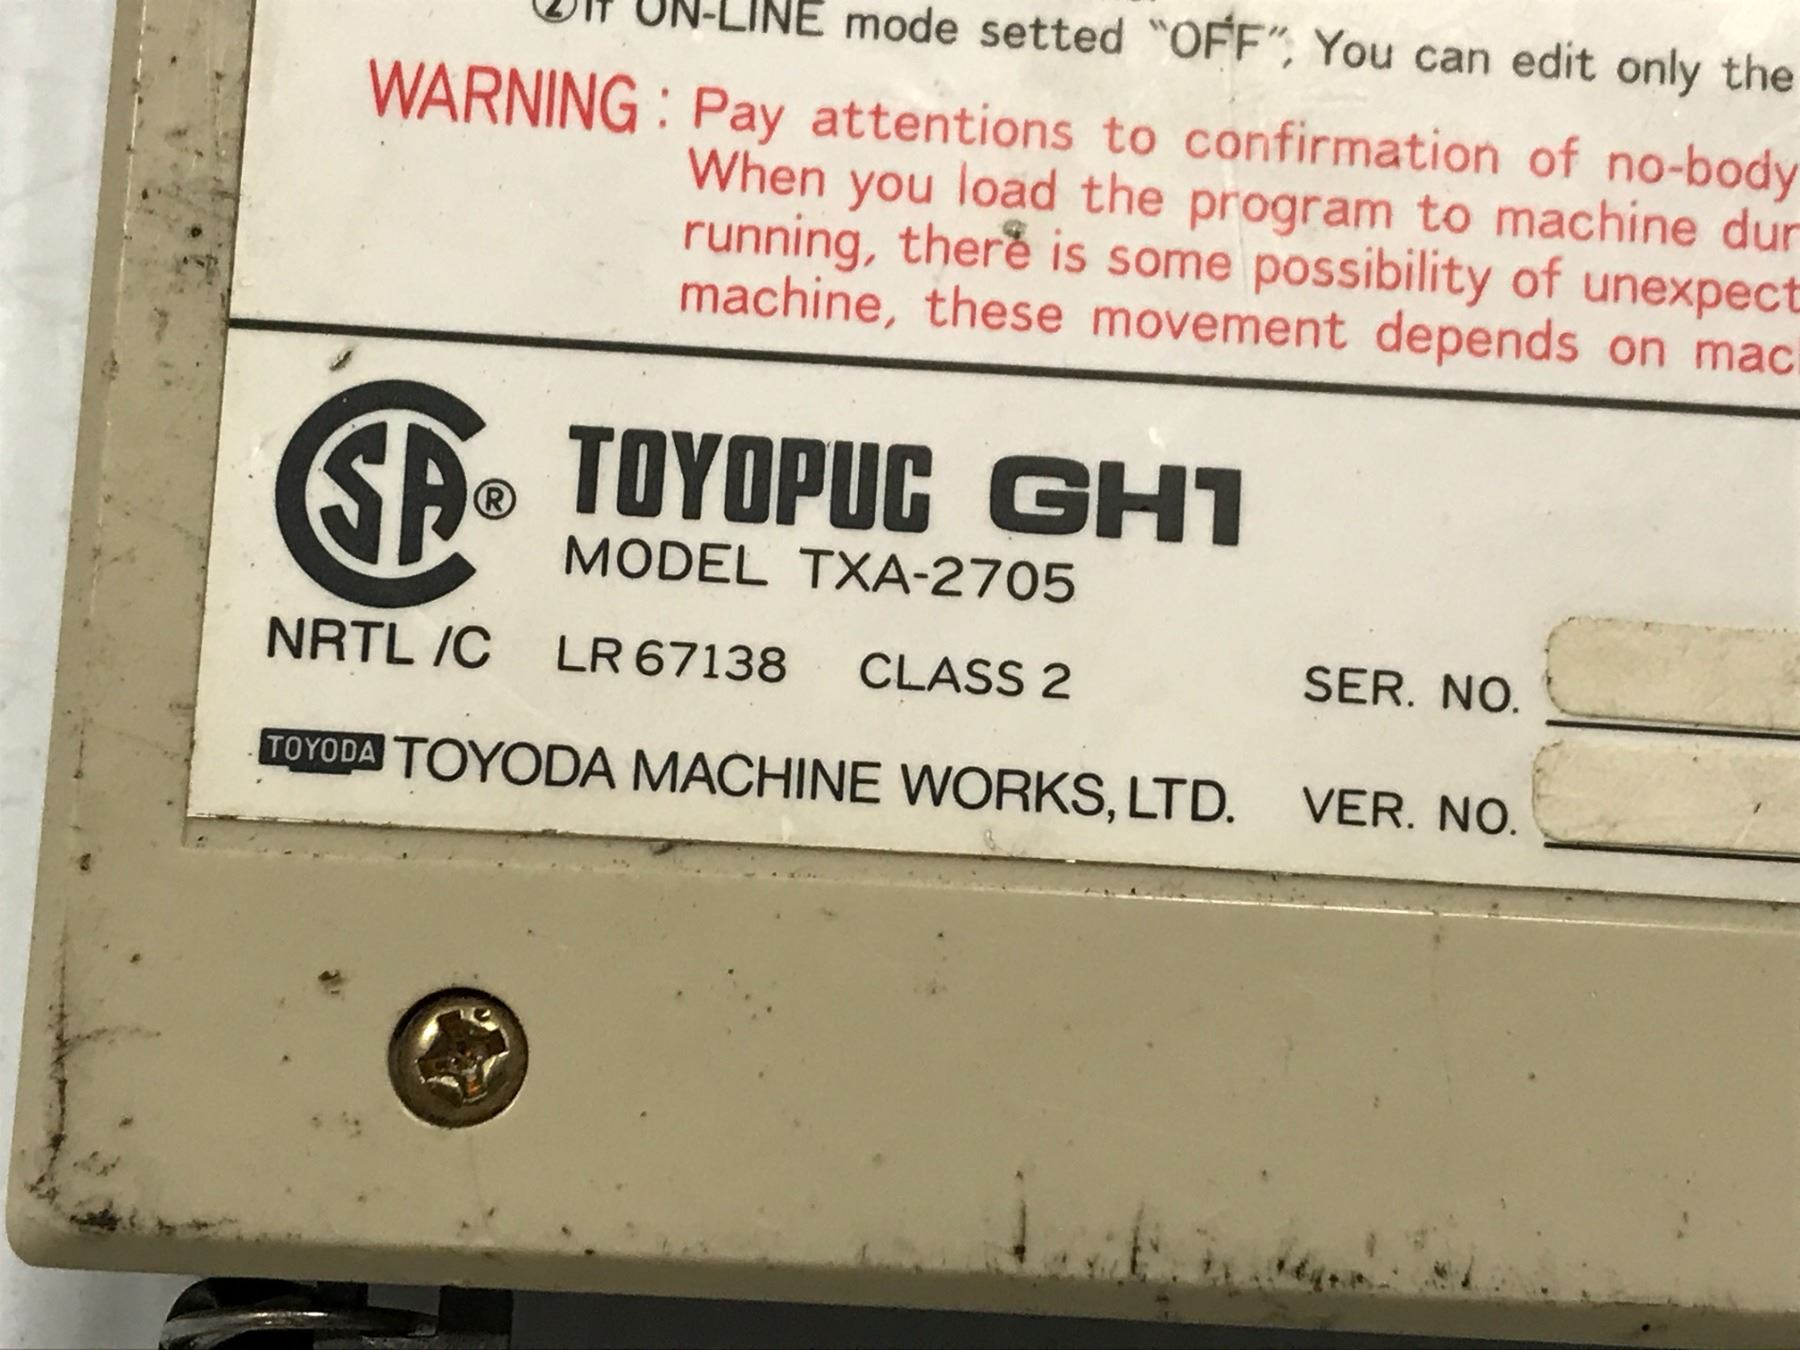 ②If ON-LINE mode setted "OFF", You can edit only the
WARNING : Pay attentions to confirmation of no-body
When you load the program to machine dur
running, there is some possibility of unexpect
machine, these movement depends on mac
CSA® TOYOPUC GH1
MODEL TXA-2705
NRTL /C LR 67138 CLASS 2 SER. NO.
TOYODA TOYODA MACHINE WORKS, LTD. VER. NO.